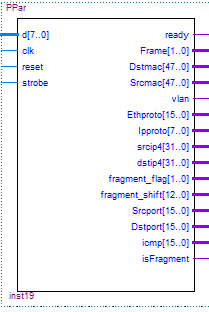 PPar
d[7..0] ready
clk Frame[1..0]
reset Dstmac[47..0]
strobe Srcmac[47..0]
vlan
Ethproto[15..0]
Ipproto[7..0]
srcip4[31..0]
dstip4[31..0]
fragment_flag[1..0]
fragment_shift[12..0]
Srcport[15..0]
Dstport[15..0]
icmp[15..0]
isFragment
inst19